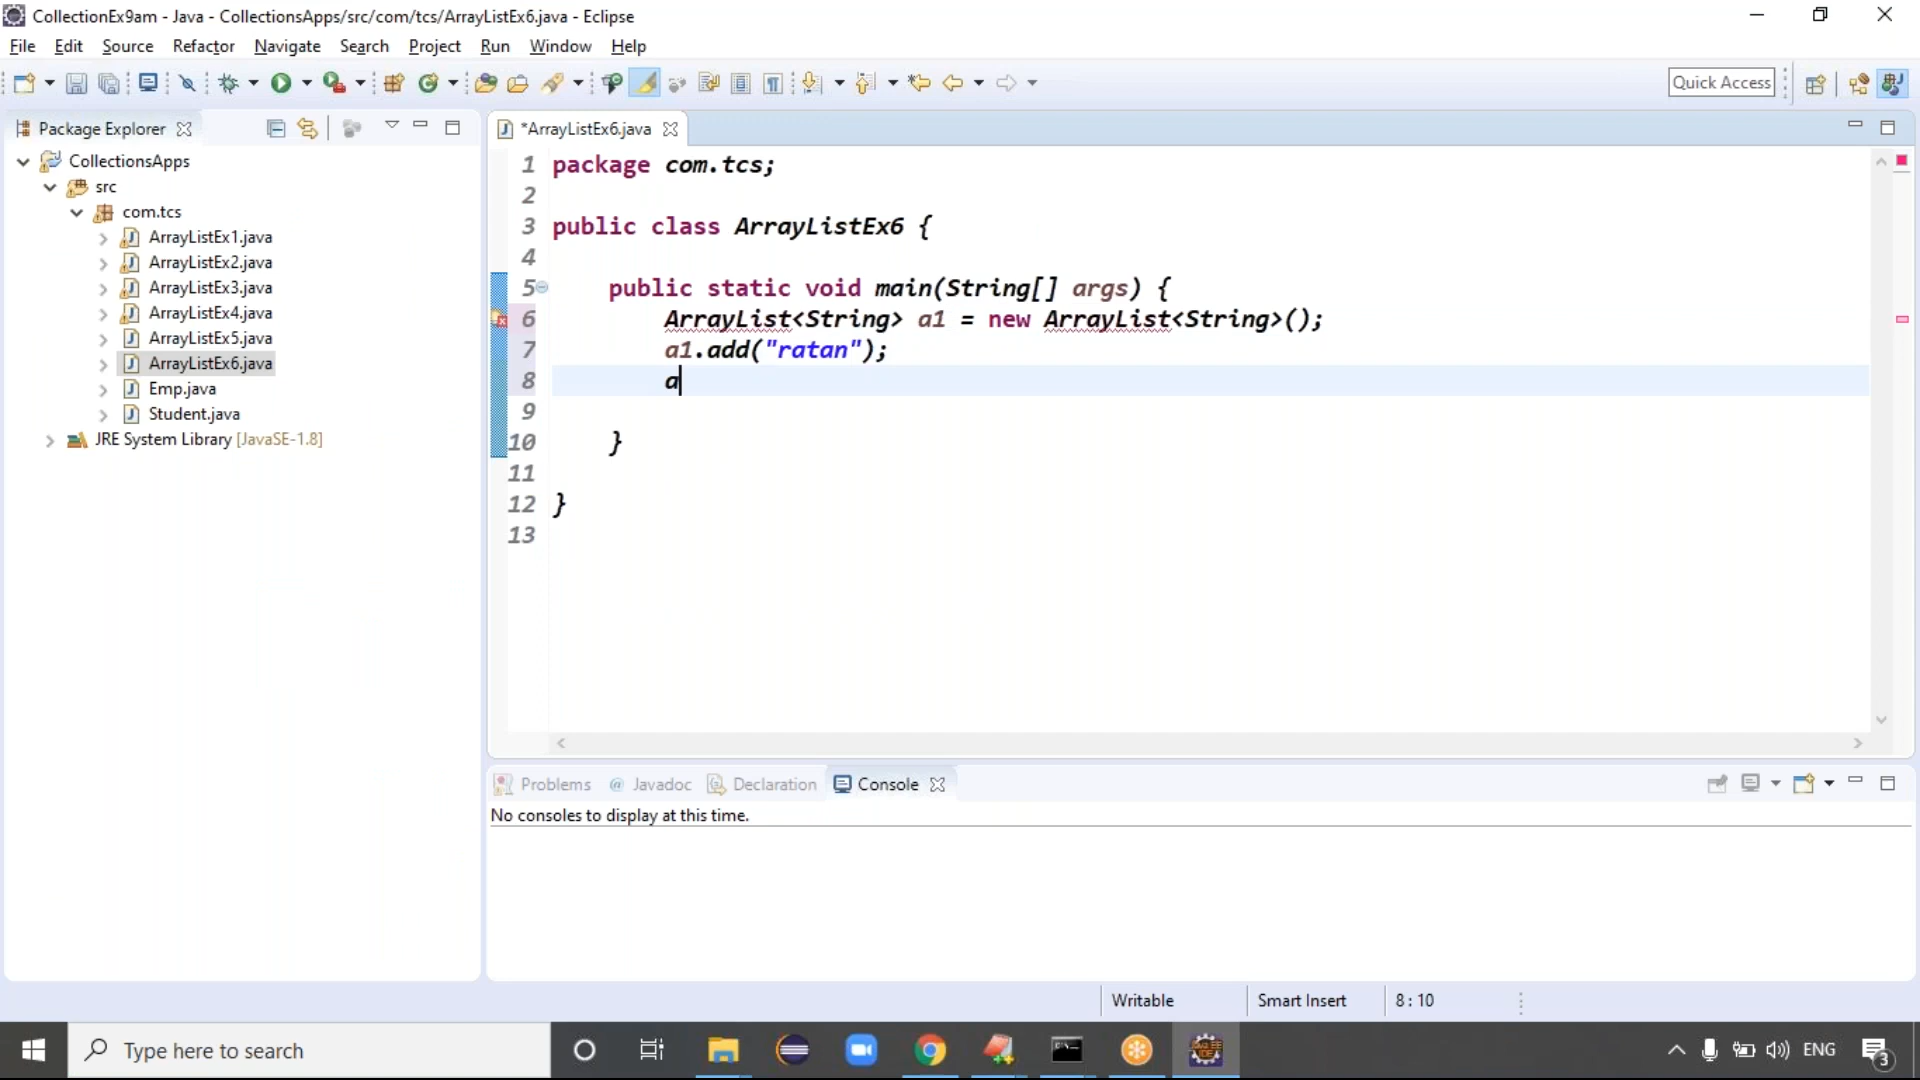 CollectionEx9am - Java - CollectionsApps/src/com/tcs/ArrayListEx6.java - Eclipse
File Edit Source Refactor Navigate Search Project Run Window Help
Quick Access
Package Explorer
CollectionsApps
src
com.tcs
ArrayListEx1.java
ArrayListEx2.java
ArrayListEx3.java
ArrayListEx4.java
ArrayListEx5.java
ArrayListEx6.java
Emp.java
Student.java
JRE System Library [JavaSE-1.8]
*ArrayListEx6.java
1 package com.tcs;
2
3 public class ArrayListEx6 {
4
5 public static void main(String[] args) {
6 ArrayList<String> a1 = new ArrayList<String>();
7 a1.add("ratan");
8 a
9
10 }
11
12 }
13
Problems @ Javadoc Declaration Console
No consoles to display at this time.
Writable Smart Insert 8 : 10
Type here to search
ENG
3